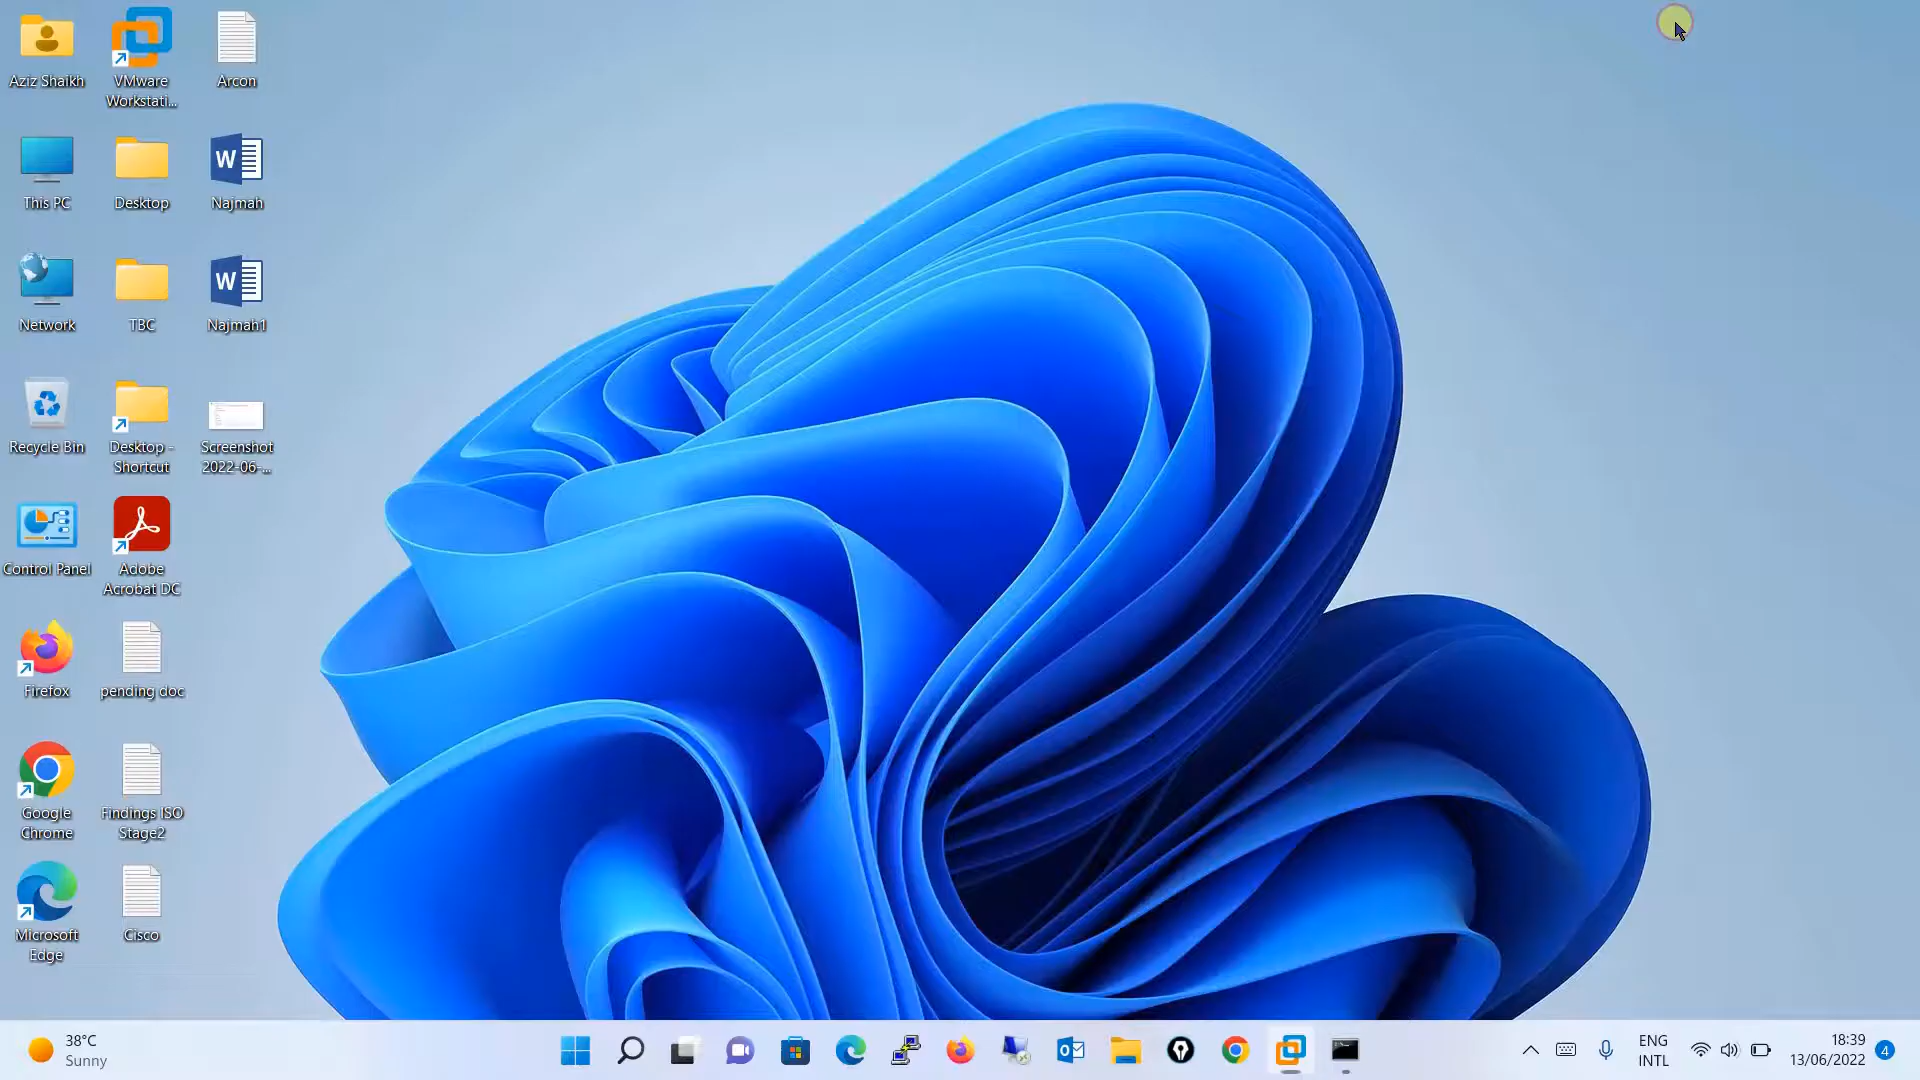 Aziz Shaikh
VMware
Workstati...
Arcon
This PC
Desktop
Najmah
Network
TBC
Najmah1
Recycle Bin
Desktop -
Shortcut
Screenshot
2022-06-...
Control Panel
Adobe
Acrobat DC
Firefox
pending doc
Google
Chrome
Findings ISO
Stage2
Microsoft
Edge
Cisco
38°C
Sunny
ENG
INTL
18:39
13/06/2022
4